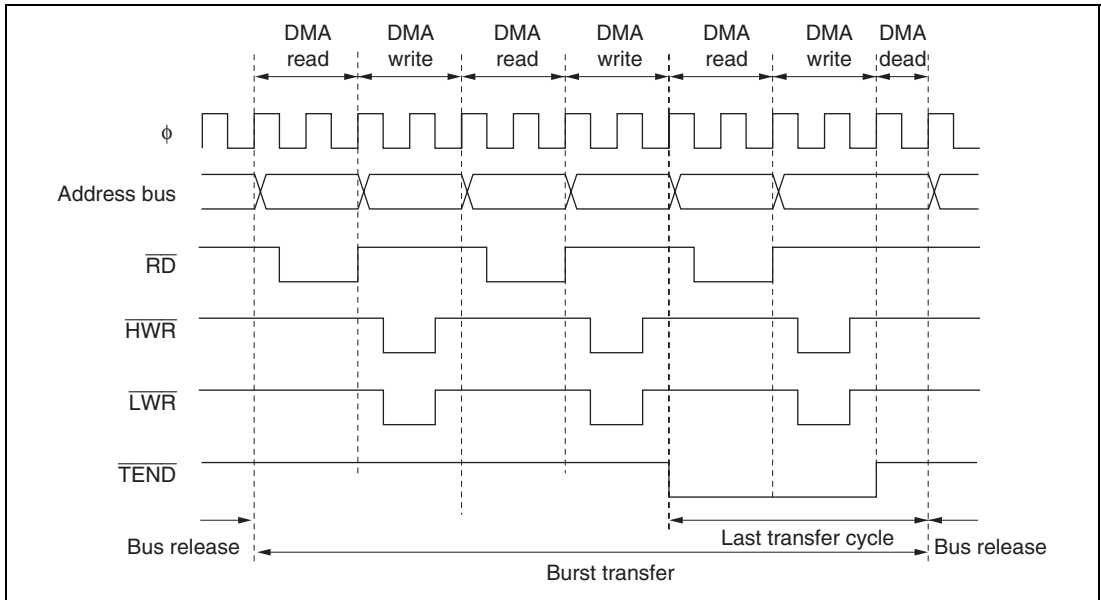 DMA read
DMA write
DMA read
DMA write
DMA read
DMA write
DMA dead
φ
Address bus
RD
HWR
LWR
TEND
Bus release
Last transfer cycle
Bus release
Burst transfer